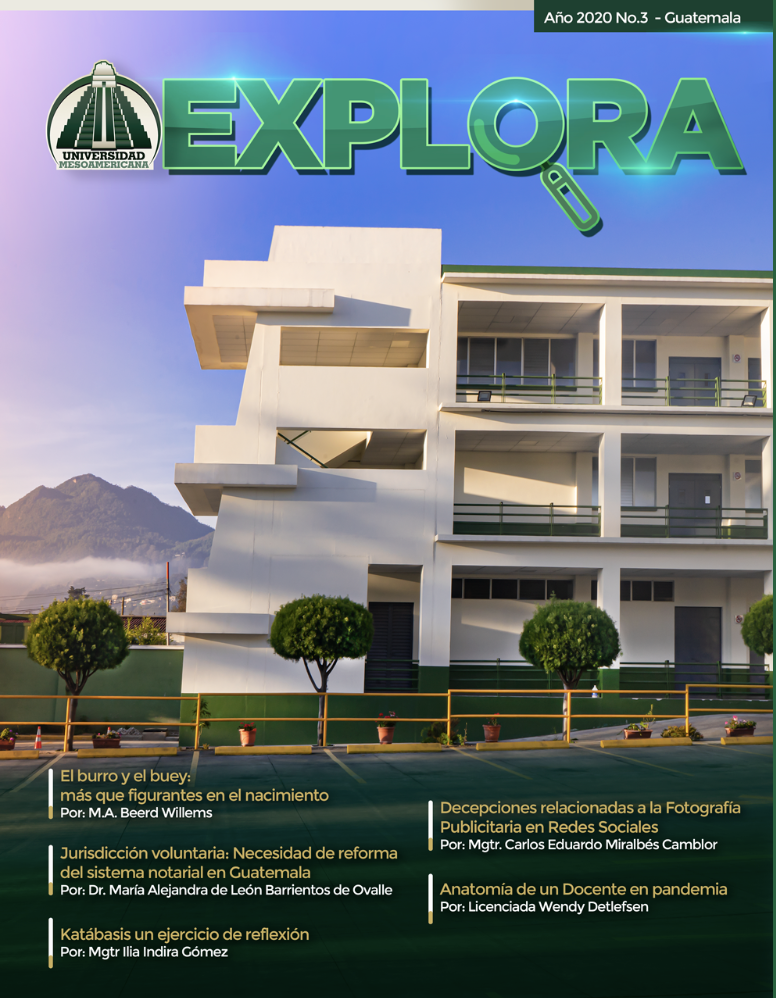 Año 2020 No.3 - Guatemala
EXPLORA
UNIVERSIDAD
MESOAMERICANA
El burro y el buey:
más que figurantes en el nacimiento
Por: M.A. Beerd Willems
Jurisdicción voluntaria: Necesidad de reforma
del sistema notarial en Guatemala
Por: Dr. María Alejandra de León Barrientos de Ovalle
Katábasis un ejercicio de reflexión
Por: Mgtr Ilia Indira Gómez
Decepciones relacionadas a la Fotografía
Publicitaria en Redes Sociales
Por: Mgtr. Carlos Eduardo Miralbés Camblor
Anatomía de un Docente en pandemia
Por: Licenciada Wendy Detlefsen